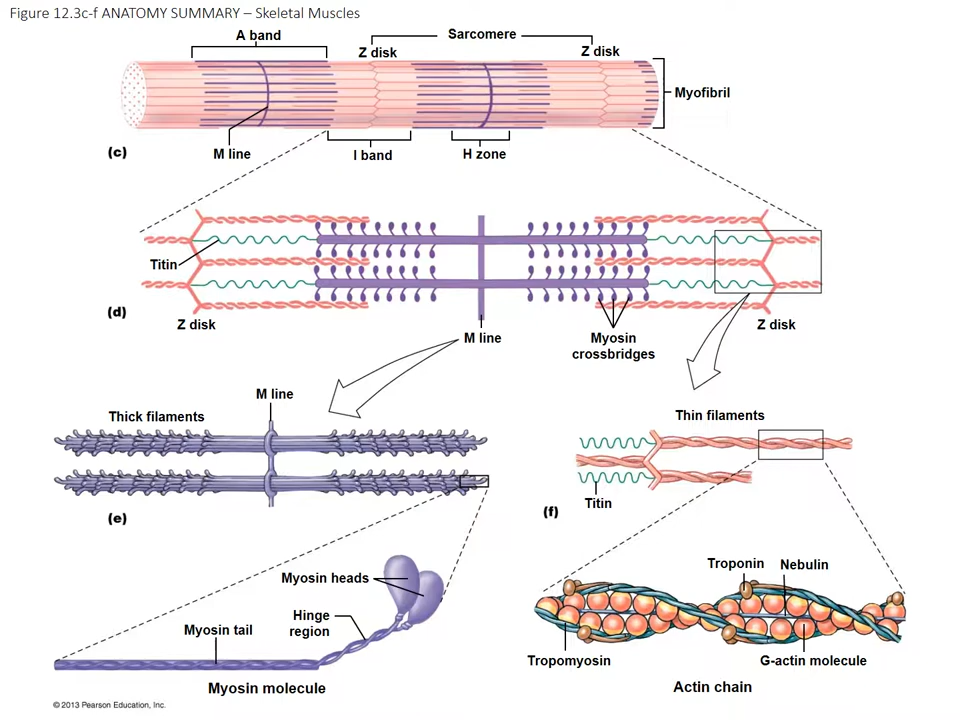 Figure 12.3c-f ANATOMY SUMMARY – Skeletal Muscles
A band
Sarcomere
Z disk
Z disk
Myofibril
(c)
M line
I band
H zone
Titin
(d)
Z disk
M line
Myosin
crossbridges
Z disk
M line
Thick filaments
Thin filaments
Titin
(e)
(f)
Myosin heads
Troponin
Nebulin
Hinge
region
Myosin tail
Tropomyosin
G-actin molecule
Myosin molecule
Actin chain
© 2013 Pearson Education, Inc.